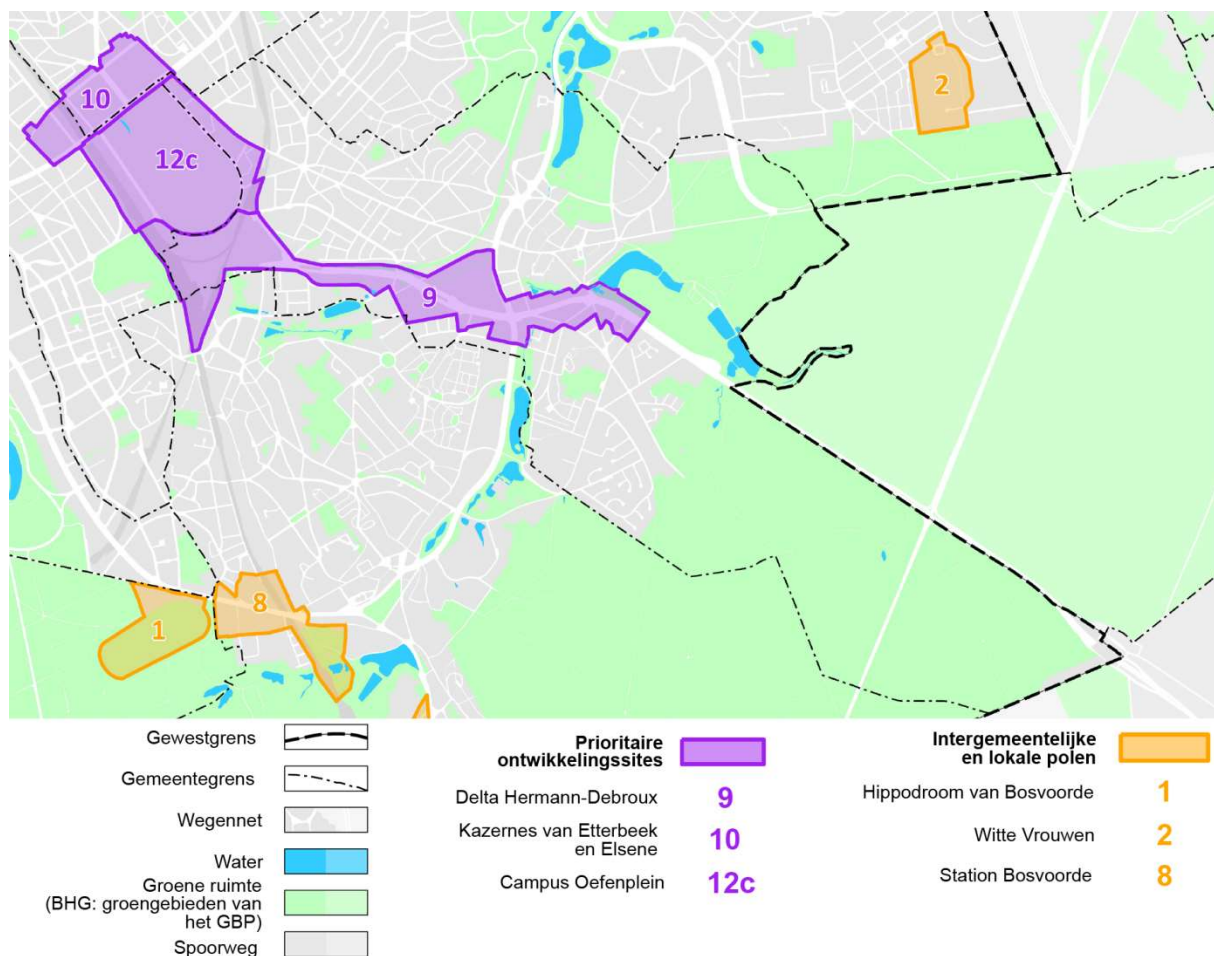 10
2
12c
9
8
1
Gewestgrens
Gemeentegrens
Wegennet
Water
Groene ruimte
(BHG: groengebieden van
het GBP)
Spoorweg
Prioritaire
ontwikkelingssites
Delta Hermann-Debroux 9
Kazernes van Etterbeek
en Elsene 10
Campus Oefenplein 12c
Intergemeentelijke
en lokale polen
Hippodroom van Bosvoorde 1
Witte Vrouwen 2
Station Bosvoorde 8